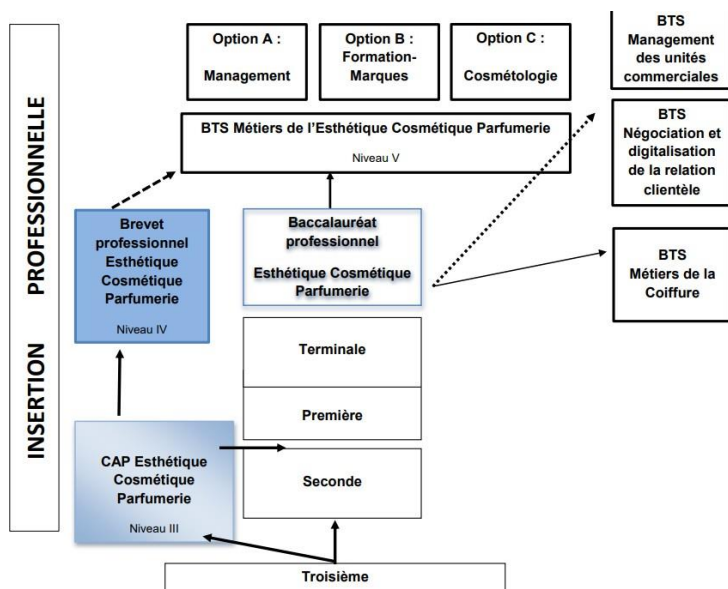 INSERTION PROFESSIONNELLE
Option A :
Management
Option B :
Formation-
Marques
Option C :
Cosmétologie
BTS
Management
des unités
commerciales
BTS Métiers de l'Esthétique Cosmétique Parfumerie
Niveau V
BTS
Négociation et
digitalisation
de la relation
clientèle
Brevet
professionnel
Esthétique
Cosmétique
Parfumerie
Niveau IV
Baccalauréat
professionnel
Esthétique Cosmétique
Parfumerie
BTS
Métiers de la
Coiffure
Terminale
Première
CAP Esthétique
Cosmétique
Parfumerie
Niveau III
Seconde
Troisième